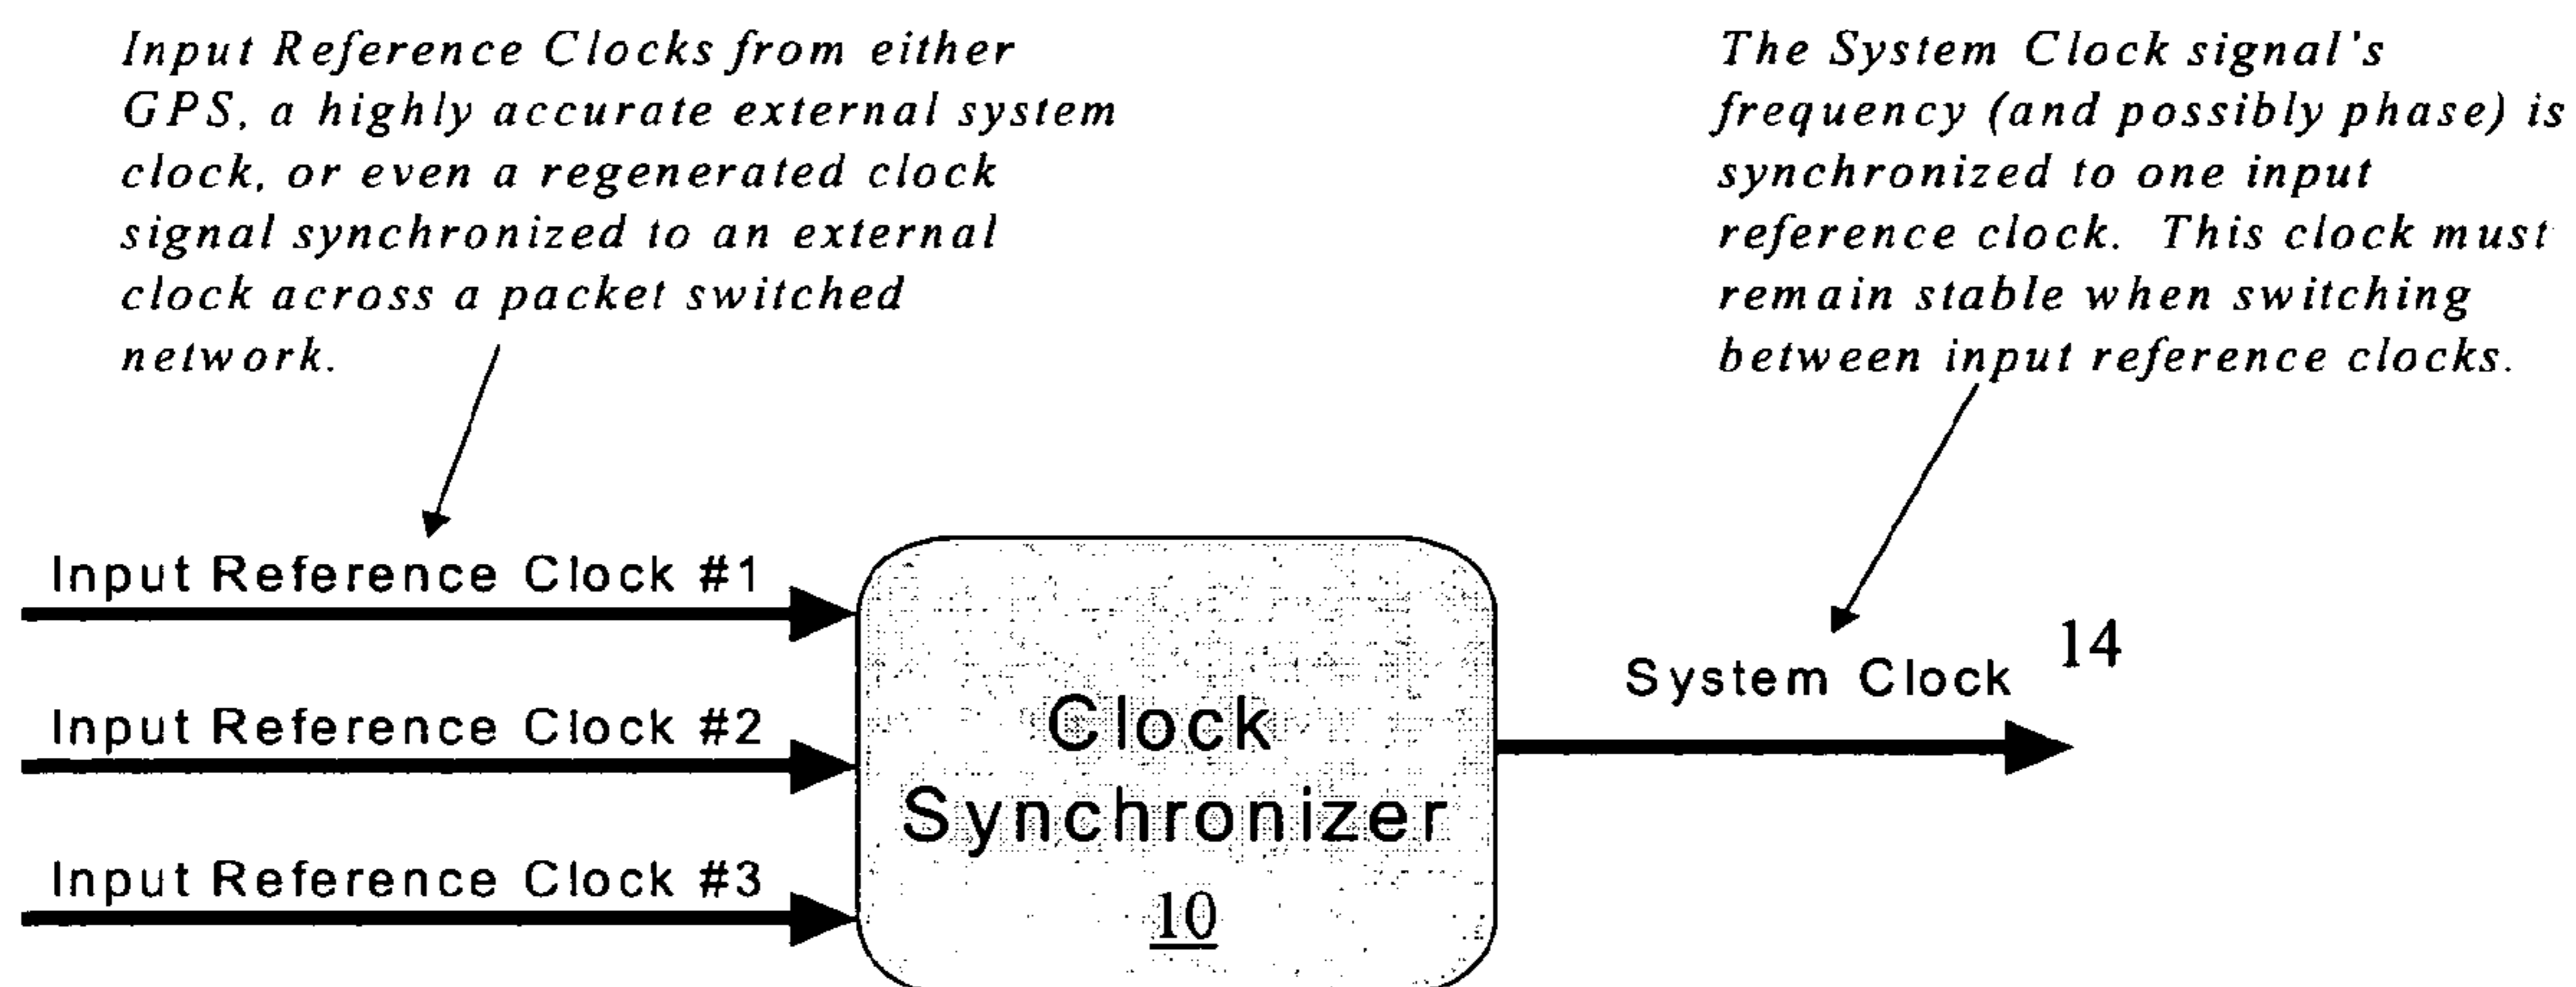 Input Reference Clocks from either
GPS, a highly accurate external system
clock, or even a regenerated clock
signal synchronized to an external
clock across a packet switched
network.
The System Clock signal's
frequency (and possibly phase) is
synchronized to one input
reference clock. This clock must
remain stable when switching
between input reference clocks.
Input Reference Clock #1
Input Reference Clock #2
Input Reference Clock #3
Clock
Synchronizer
10
System Clock 14